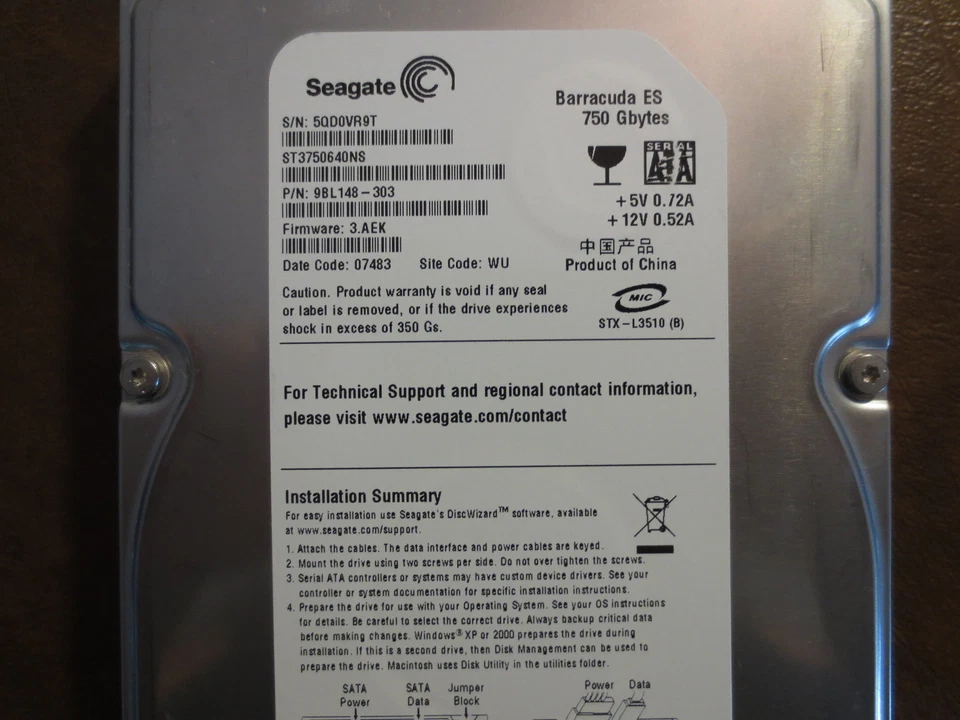 Seagate
S/N: 5QD0VR9T
ST3750640NS
P/N: 9BL148-303
Firmware: 3.AEK
Date Code: 07483 Site Code: WU
Barracuda ES
750 Gbytes
SERIAL
ATA
+5V 0.72A
+12V 0.52A
中国产品
Product of China
MIC
STX-L3510 (B)
Caution. Product warranty is void if any seal
or label is removed, or if the drive experiences
shock in excess of 350 Gs.
For Technical Support and regional contact information,
please visit www.seagate.com/contact
Installation Summary
For easy installation use Seagate's DiscWizard™ software, available
at www.seagate.com/support.
1. Attach the cables. The data interface and power cables are keyed.
2. Mount the drive using two screws per side. Do not over tighten the screws.
3. Serial ATA controllers or systems may have custom device drivers. See your
controller or system documentation for specific installation instructions.
4. Prepare the drive for use with your Operating System. See your OS instructions
for details. Be careful to select the correct drive. Always backup critical data
before making changes. Windows® XP or 2000 prepares the drive during
installation. If this is a second drive, then Disk Management can be used to
prepare the drive. Macintosh uses Disk Utility in the utilities folder.
SATA Power
SATA Data
Jumper Block
Power Data